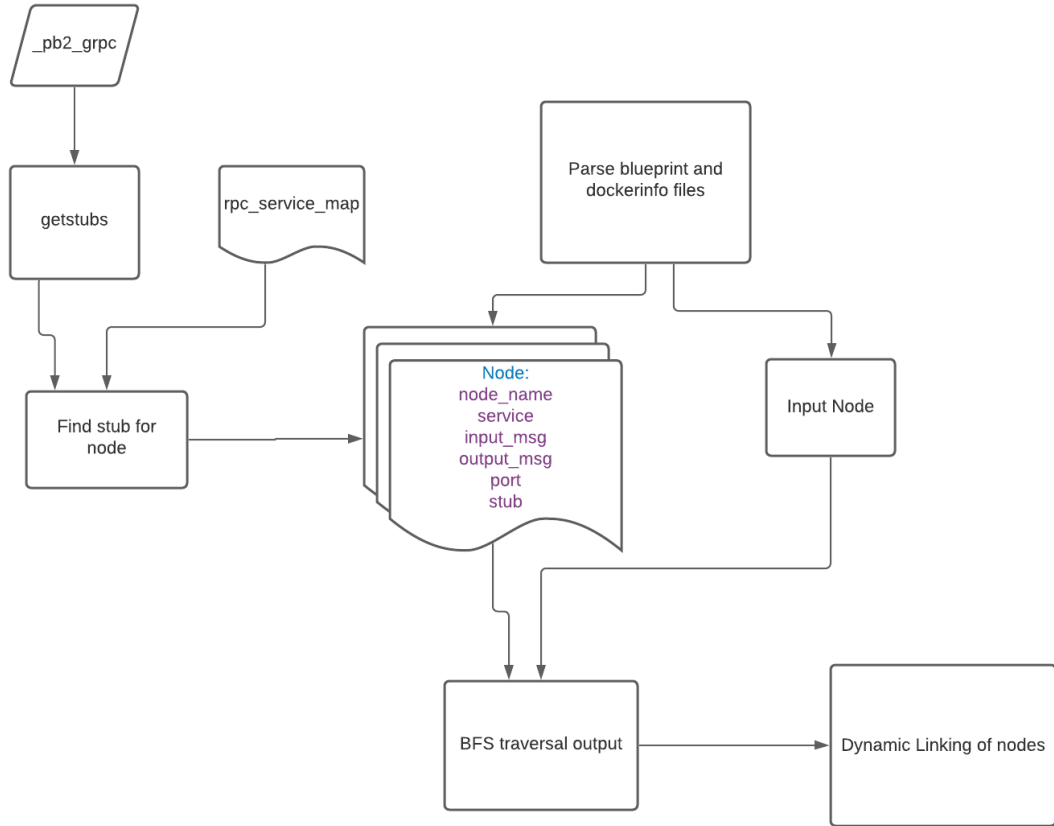 _pb2_grpc
getstubs
rpc_service_map
Parse blueprint and
dockerinfo files
Find stub for
node
Node:
node_name
service
input_msg
output_msg
port
stub
Input Node
BFS traversal output
Dynamic Linking of nodes